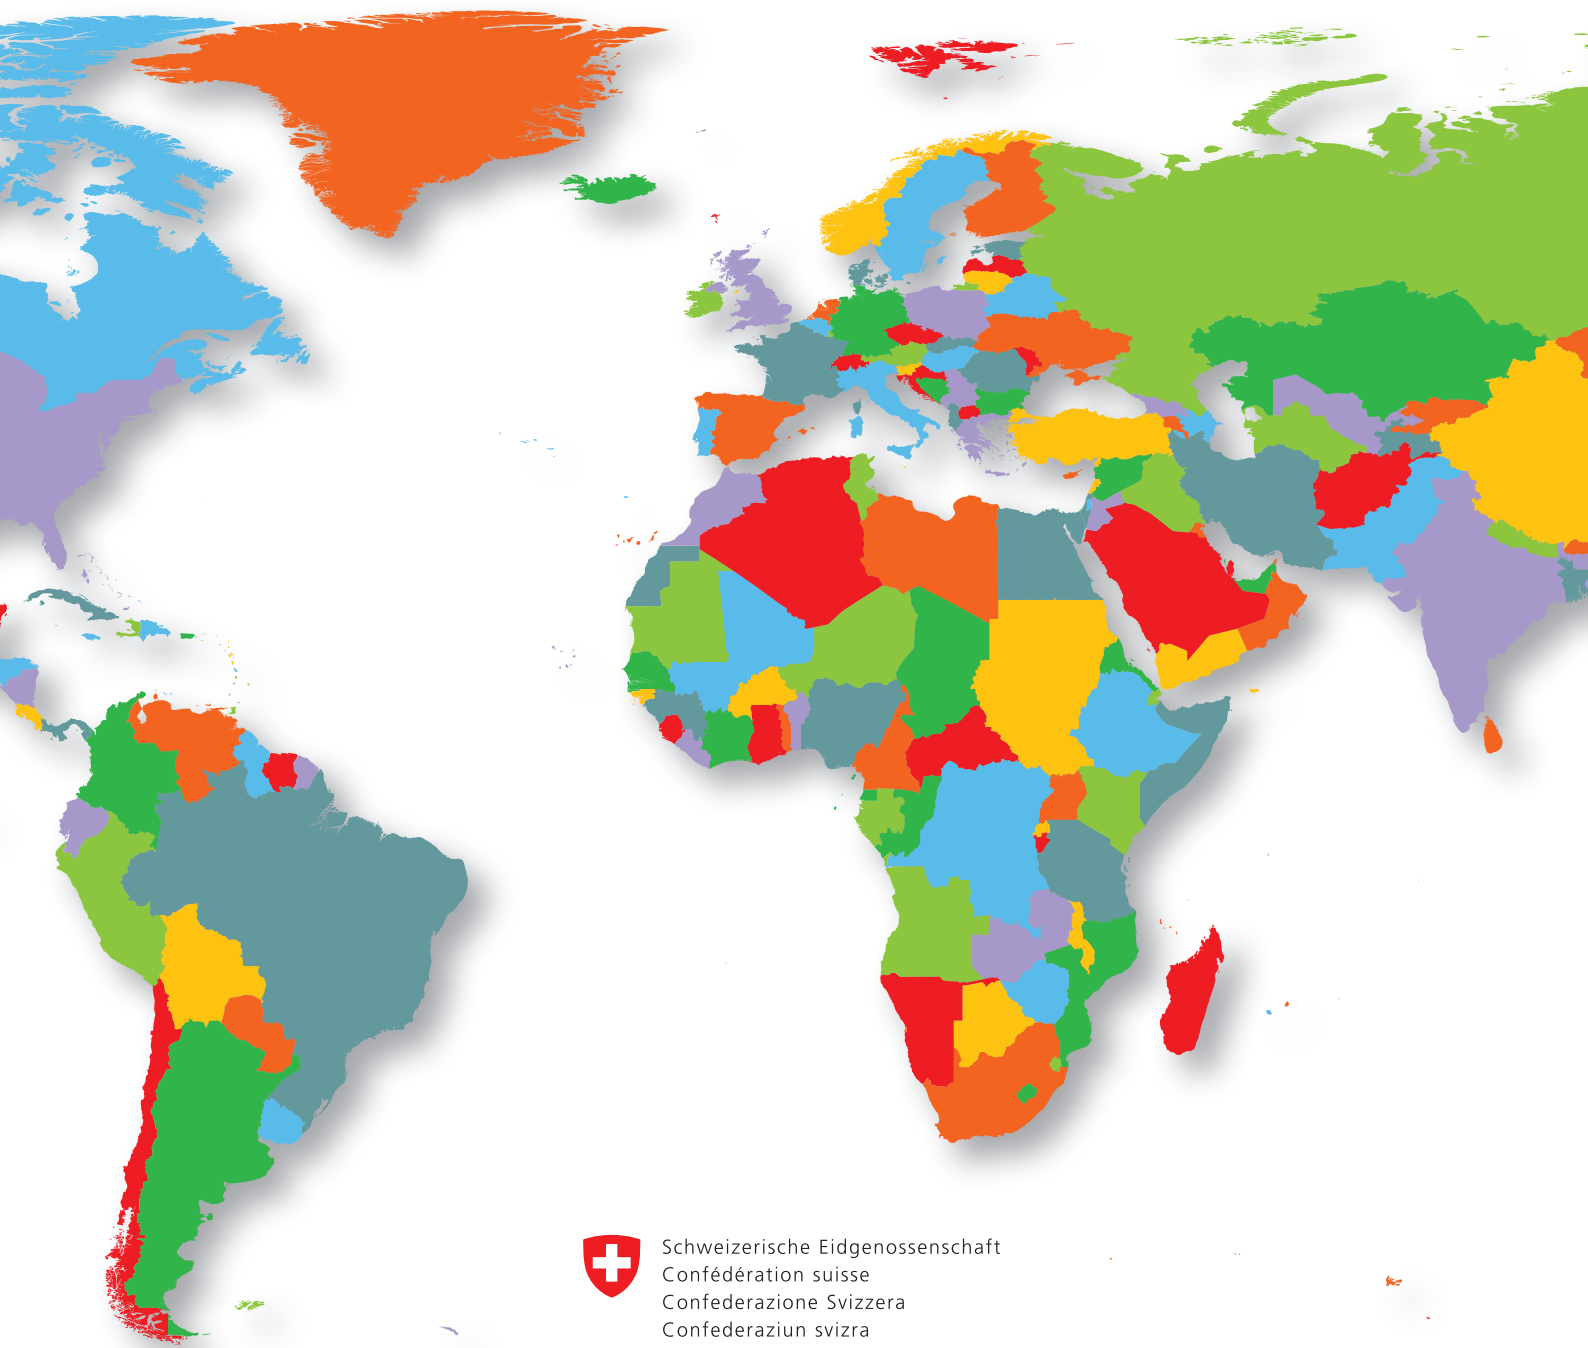 Schweizerische Eidgenossenschaft
Confédération suisse
Confederazione Svizzera
Confederaziun svizra